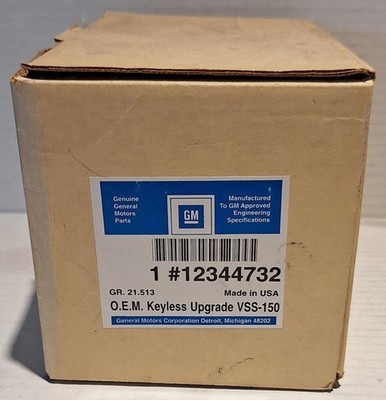 Genuine
General
Motors
Parts
GM
Manufactured
To GM Approved
Engineering
Specifications
1 #12344732
GR. 21.513
Made in USA
O.E.M. Keyless Upgrade VSS-150
General Motors Corporation Detroit, Michigan 48202